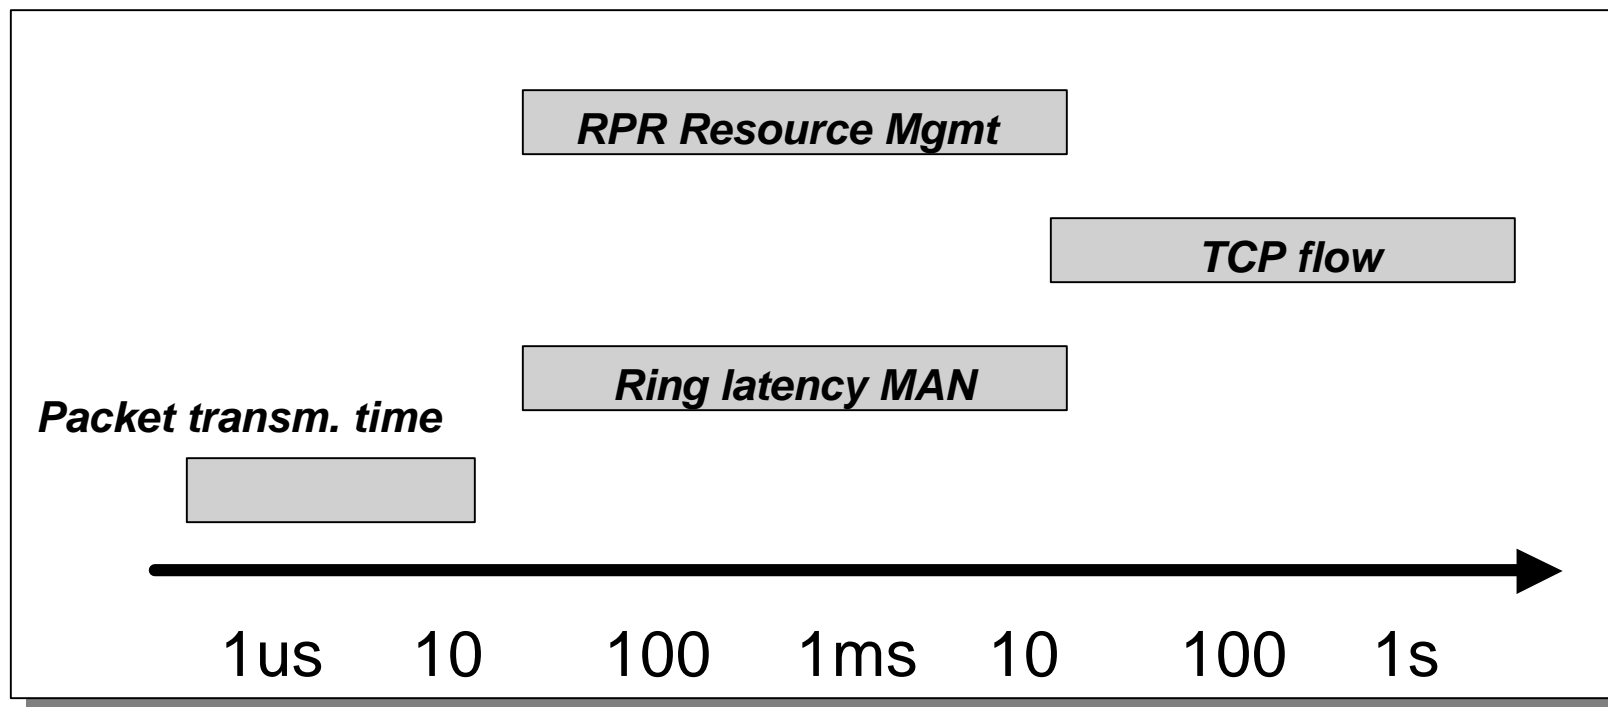 RPR Resource Mgmt
TCP flow
Ring latency MAN
Packet transm. time
1us 10 100 1ms 10 100 1s